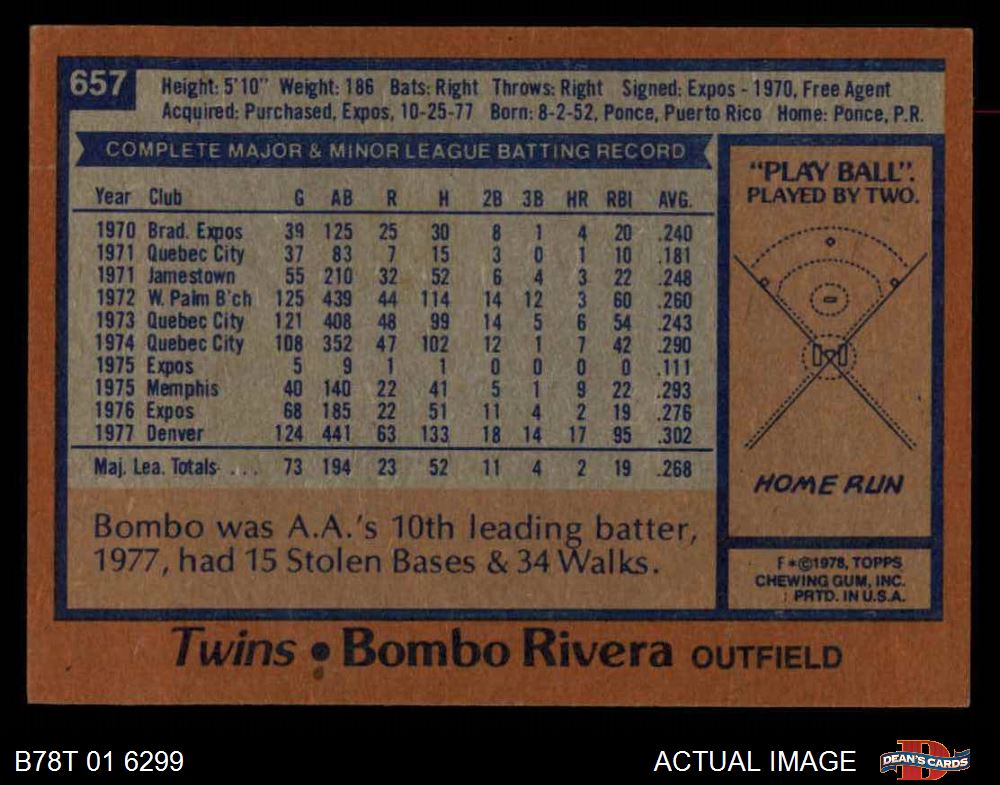 657
Height: 5'10" Weight: 186 Bats: Right Throws: Right Signed: Expos - 1970, Free Agent
Acquired: Purchased, Expos, 10-25-77 Born: 8-2-52, Ponce, Puerto Rico Home: Ponce, P.R.
COMPLETE MAJOR & MINOR LEAGUE BATTING RECORD
Year Club G AB R H 2B 3B HR RBI AVG.
1970 Brad. Expos 39 125 25 30 8 1 4 20 .240
1971 Quebec City 37 83 7 15 3 0 1 10 .181
1971 Jamestown 55 210 32 52 6 4 3 22 .248
1972 W. Palm B'ch 125 439 44 114 14 12 3 60 .260
1973 Quebec City 121 408 48 99 14 5 6 54 .243
1974 Quebec City 108 352 47 102 12 1 7 42 .290
1975 Expos 5 9 1 1 0 0 0 0 .111
1975 Memphis 40 140 22 41 5 1 9 22 .293
1976 Expos 68 185 22 51 11 4 2 19 .276
1977 Denver 124 441 63 133 18 14 17 95 .302
Maj. Lea. Totals . . . 73 194 23 52 11 4 2 19 .268
Bombo was A.A.'s 10th leading batter,
1977, had 15 Stolen Bases & 34 Walks.
"PLAY BALL".
PLAYED BY TWO.
HOME RUN
F*©1978, TOPPS
CHEWING GUM, INC.
PRTD. IN U.S.A.
Twins • Bombo Rivera OUTFIELD
B78T 01 6299
ACTUAL IMAGE
D
DEAN'S CARDS